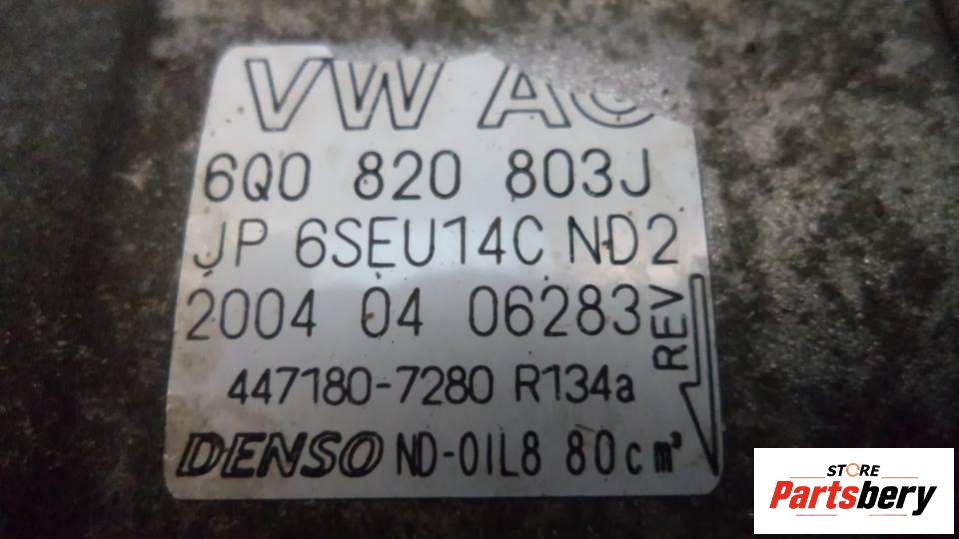 VW AG
6Q0 820 803J
JP 6SEU14C ND2
2004 04 06283
REV
447180-7280 R134a
DENSO ND-OIL8 80cm³
STORE
Partsbery